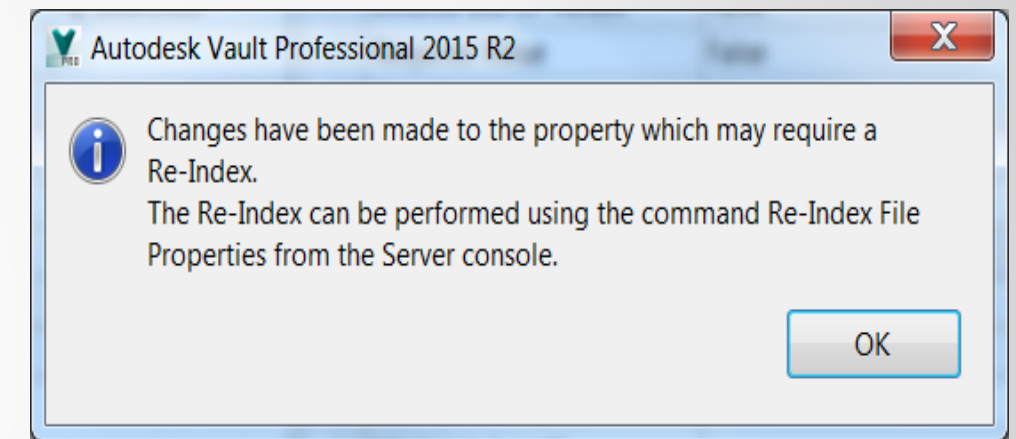 Autodesk Vault Professional 2015 R2
Changes have been made to the property which may require a
Re-Index.
The Re-Index can be performed using the command Re-Index File
Properties from the Server console.
OK